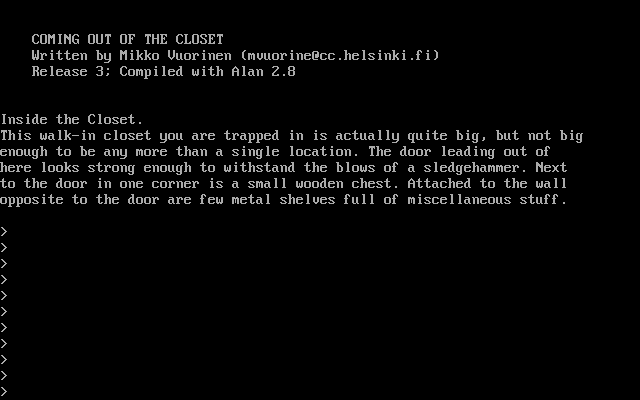 COMING OUT OF THE CLOSET
Written by Mikko Vuorinen (mvuorine@cc.helsinki.fi)
Release 3; Compiled with Alan 2.8
Inside the Closet.
This walk-in closet you are trapped in is actually quite big, but not big
enough to be any more than a single location. The door leading out of
here looks strong enough to withstand the blows of a sledgehammer. Next
to the door in one corner is a small wooden chest. Attached to the wall
opposite to the door are few metal shelves full of miscellaneous stuff.
>
>
>
>
>
>
>
>
>
>
>